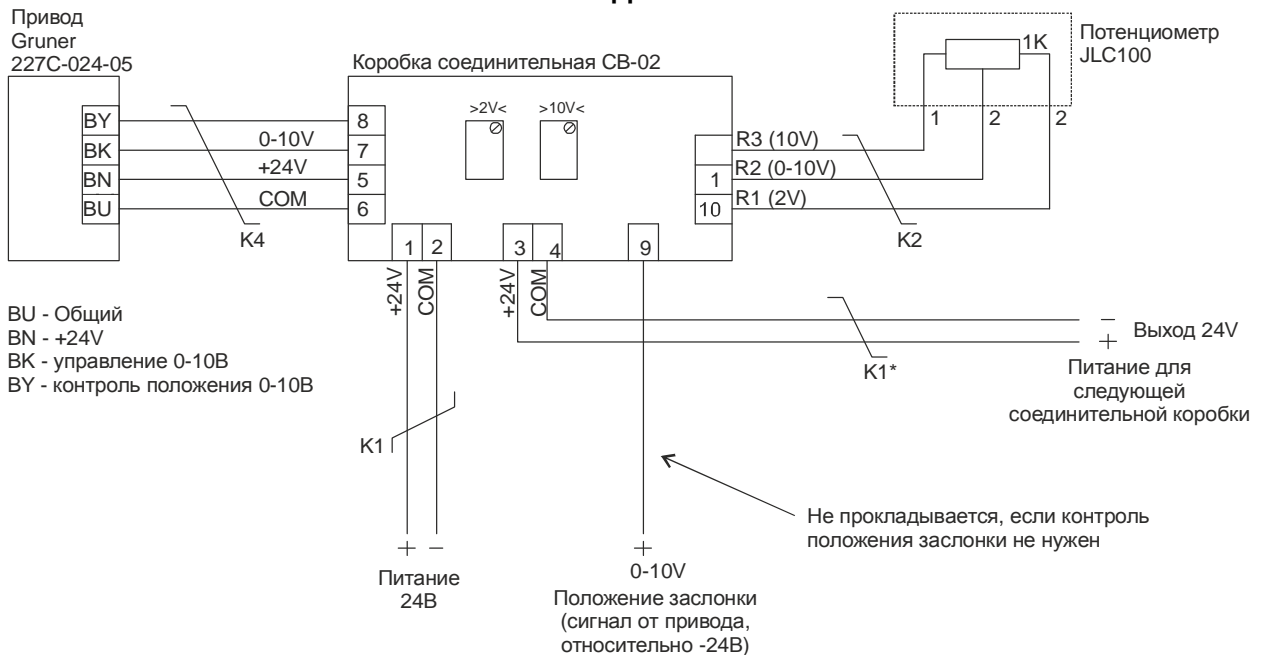 Привод
Gruner
227C-024-05
Коробка соединительная СВ-02
Потенциометр
JLC100
1K
>2V<
>10V<
BY
BK
BN
BU
0-10V
+24V
COM
8
7
5
6
K4
1
10
R3 (10V)
R2 (0-10V)
R1 (2V)
1
2
2
K2
1
2
3
4
9
+24V
COM
+24V
COM
BU - Общий
BN - +24V
BK - управление 0-10В
BY - контроль положения 0-10В
K1
K1*
−
+
Выход 24V
Питание для
следующей
соединительной коробки
Не прокладывается, если контроль
положения заслонки не нужен
+ −
Питание
24В
+
0-10V
Положение заслонки
(сигнал от привода,
относительно -24В)